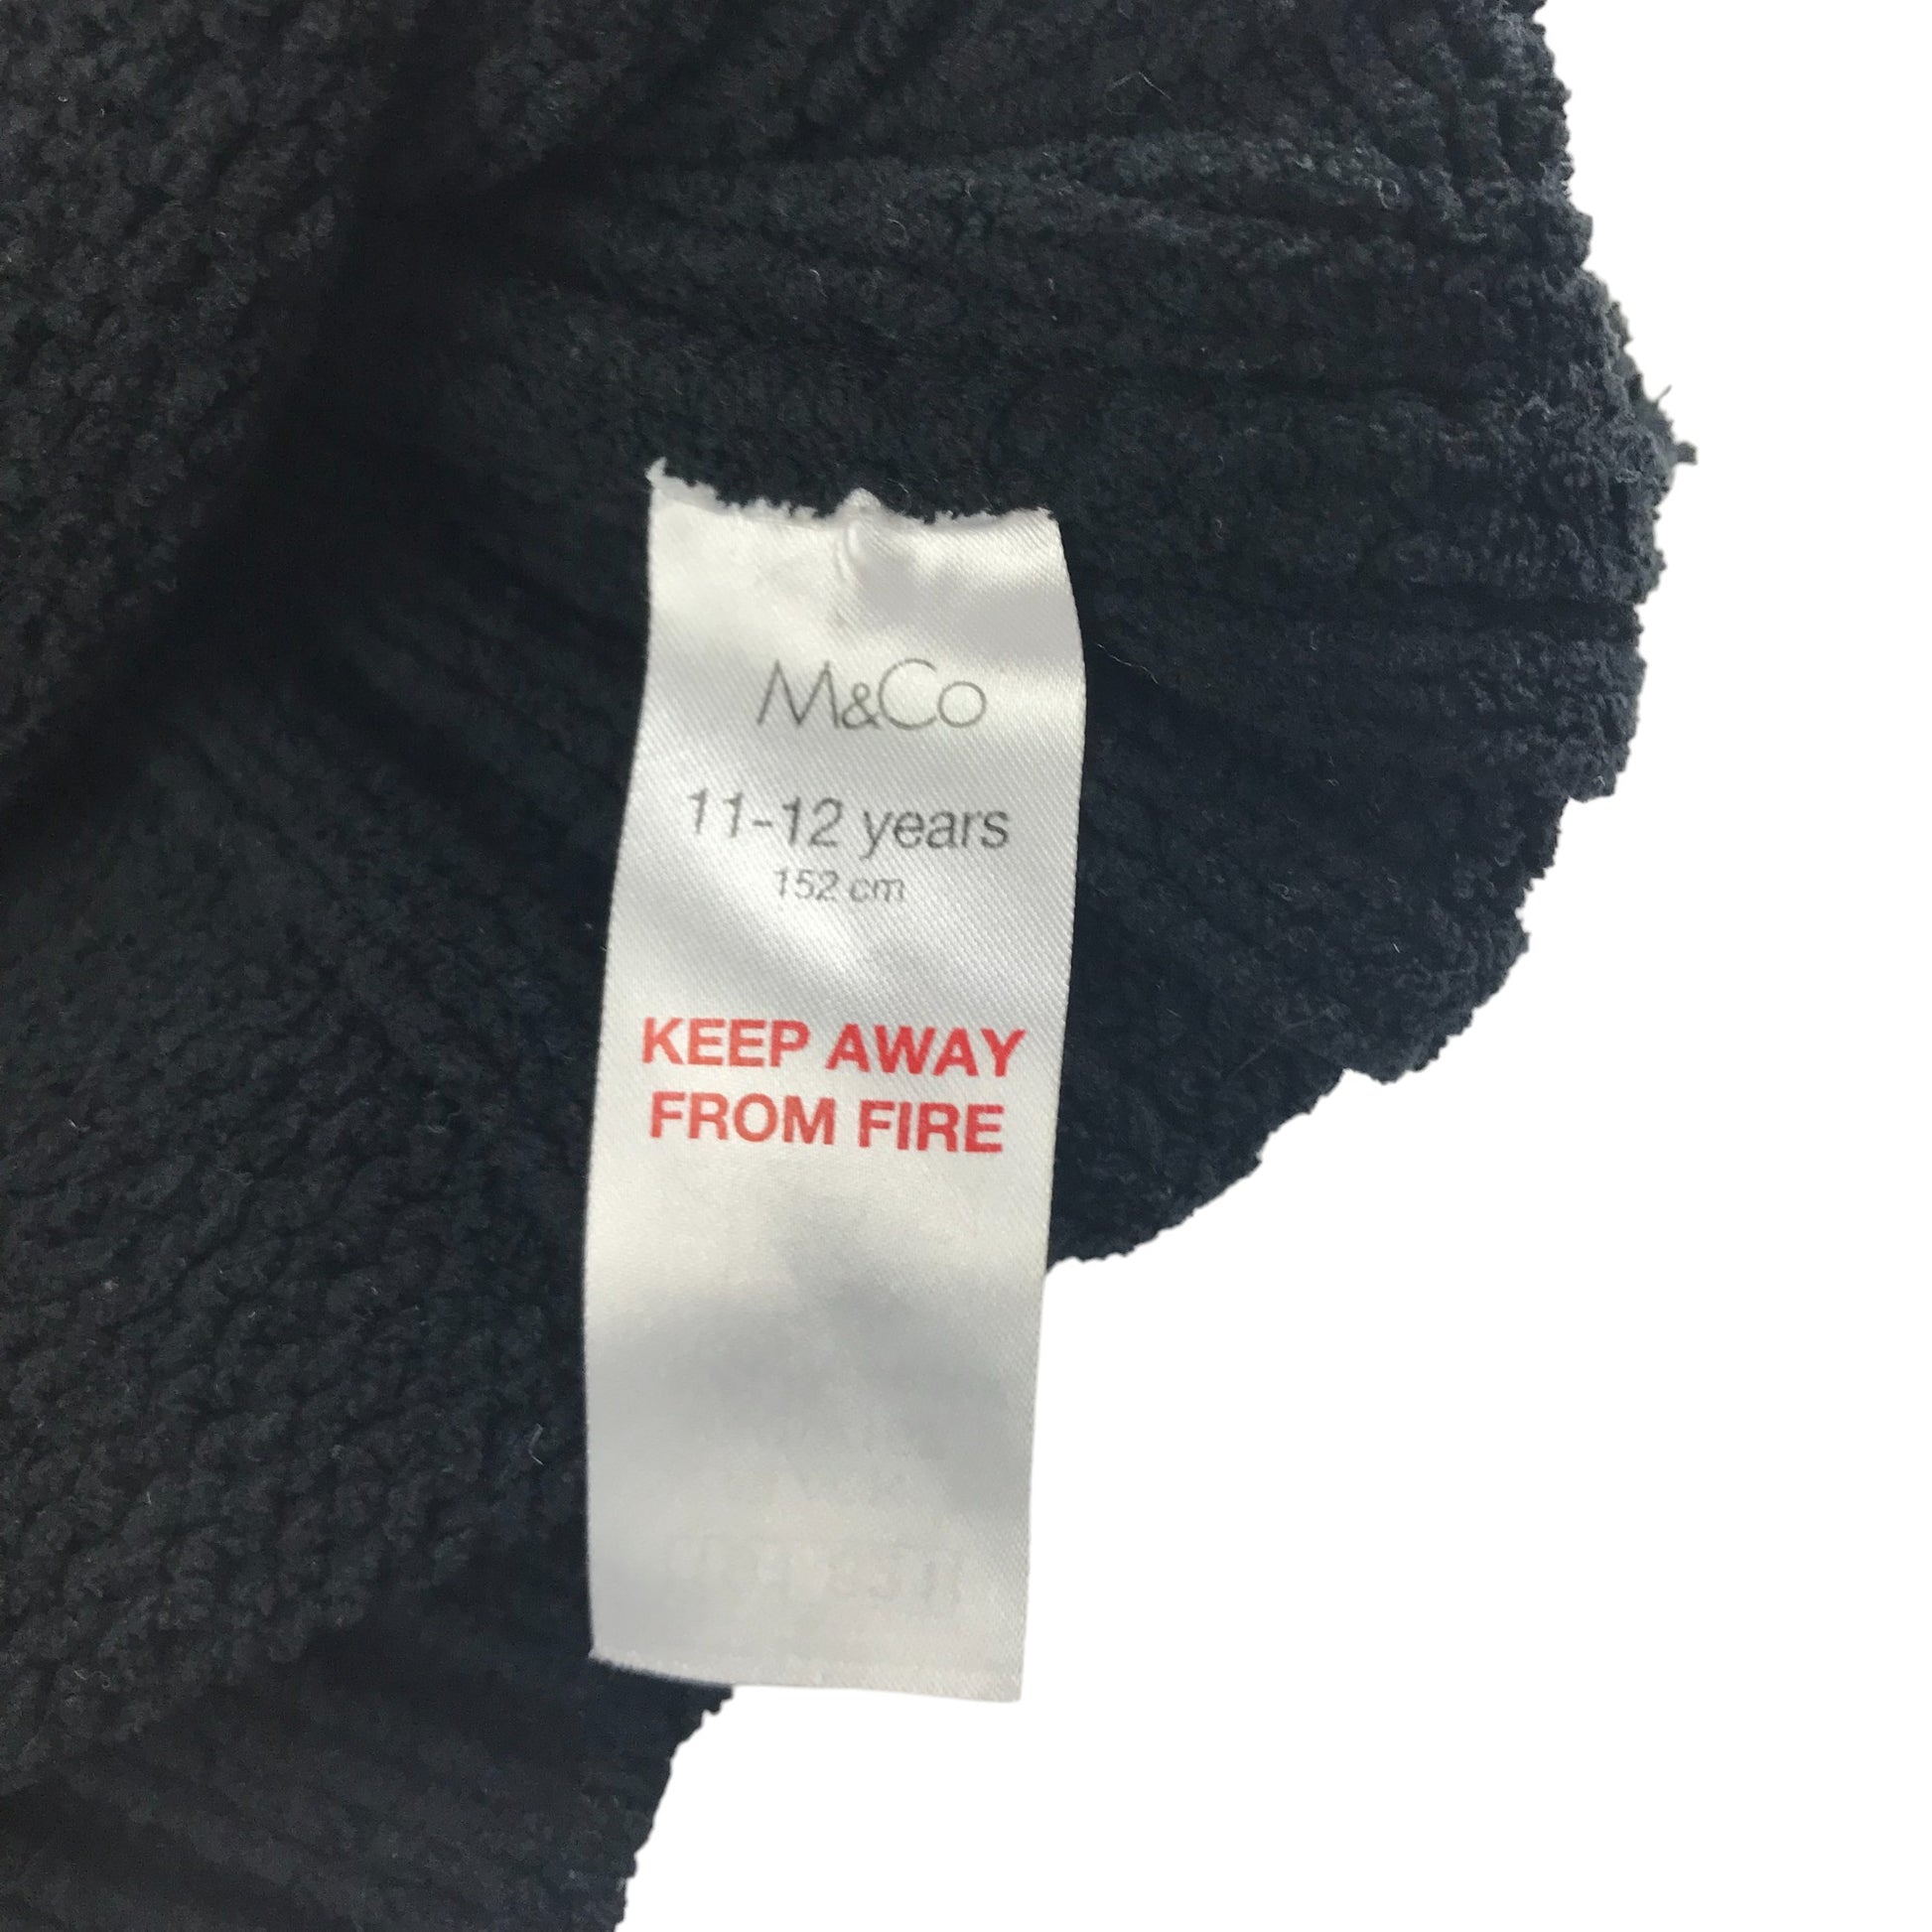 M&Co
11-12 years
152 cm
KEEP AWAY
FROM FIRE